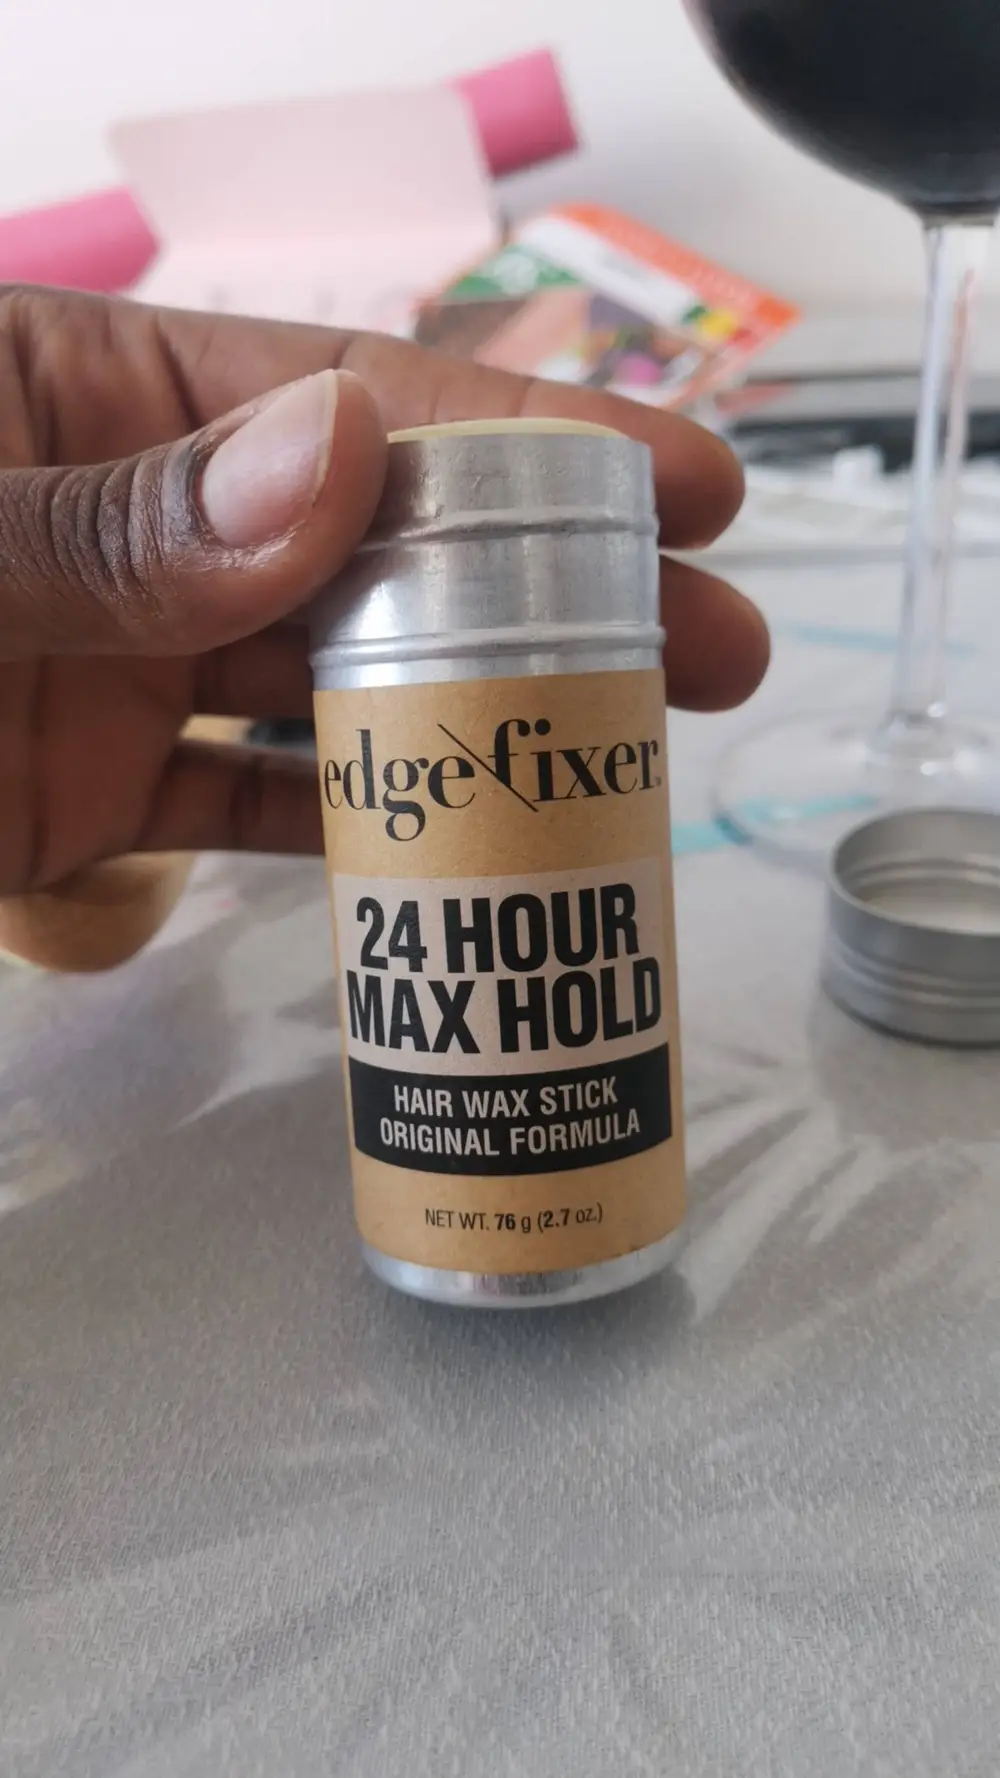 edge fixer
24 HOUR
MAX HOLD
HAIR WAX STICK
ORIGINAL FORMULA
NET WT. 76 g (2.7 oz.)